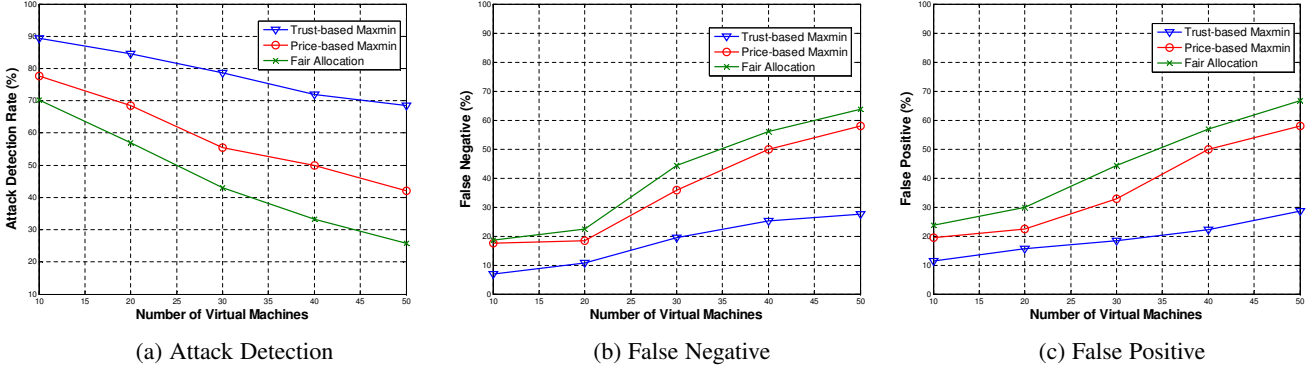 Attack Detection Rate (%)
100
90
80
70
60
50
40
30
20
10
10 15 20 25 30 35 40 45 50
Number of Virtual Machines
Trust-based Maxmin
Price-based Maxmin
Fair Allocation
(a) Attack Detection
False Negative (%)
100
90
80
70
60
50
40
30
20
10
0
10 15 20 25 30 35 40 45 50
Number of Virtual Machines
Trust-based Maxmin
Price-based Maxmin
Fair Allocation
(b) False Negative
False Positive (%)
100
90
80
70
60
50
40
30
20
10
0
10 15 20 25 30 35 40 45 50
Number of Virtual Machines
Trust-based Maxmin
Price-based Maxmin
Fair Allocation
(c) False Positive